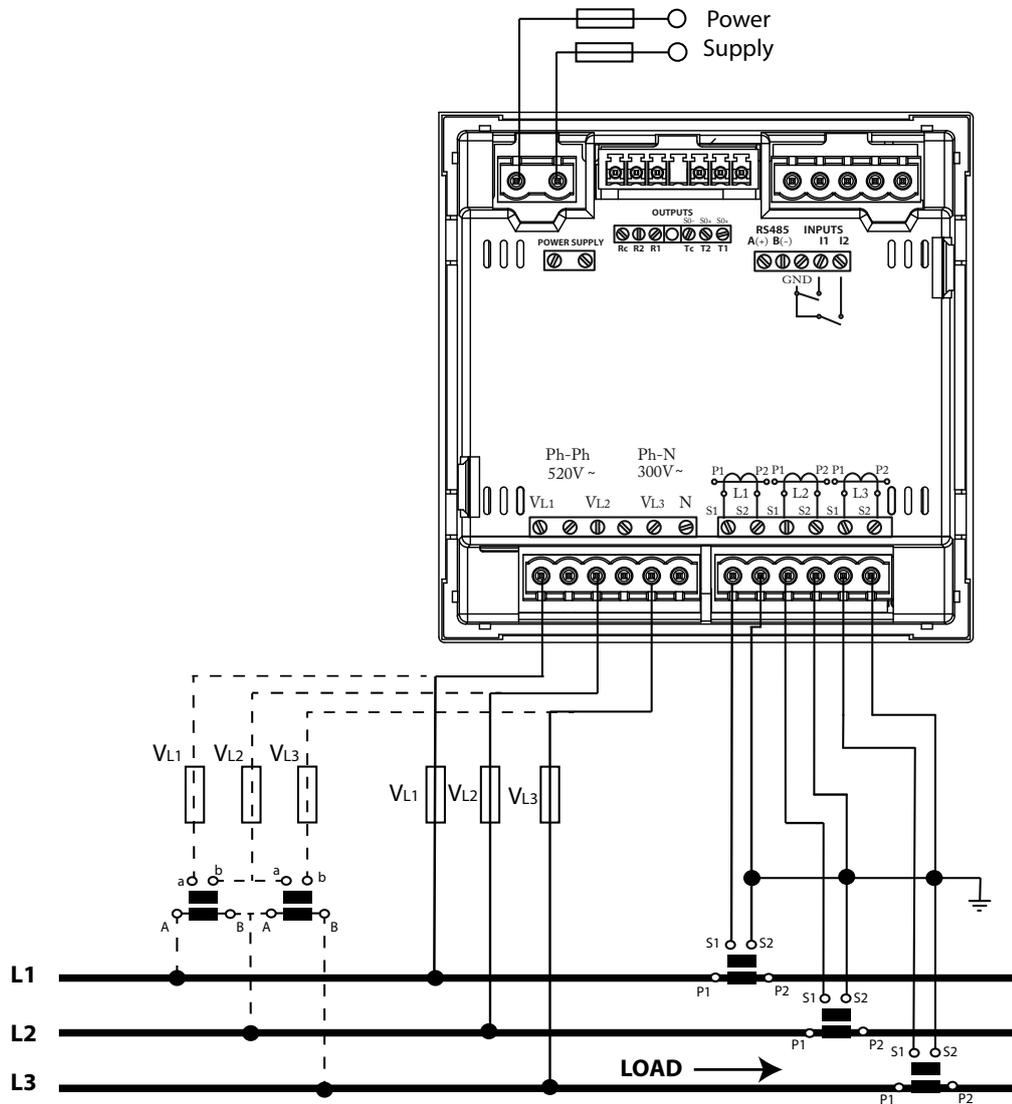 Power
Supply
OUTPUTS
S0- S0+ S0+
Rc R2 R1 Tc T2 T1
POWER SUPPLY
RS485 INPUTS
A(+) B(-) I1 I2
GND
Ph-Ph Ph-N
520V ~ 300V ~
P1 P2 P1 P2 P1 P2
L1 L2 L3
VL1 VL2 VL3 N
S1 S2 S1 S2 S1 S2
VL1 VL2 VL3
VL1 VL2 VL3
a b a b
A B A B
S1 S2
L1
P1 P2
S1 S2
L2
P1 P2
S1 S2
LOAD
L3
P1 P2